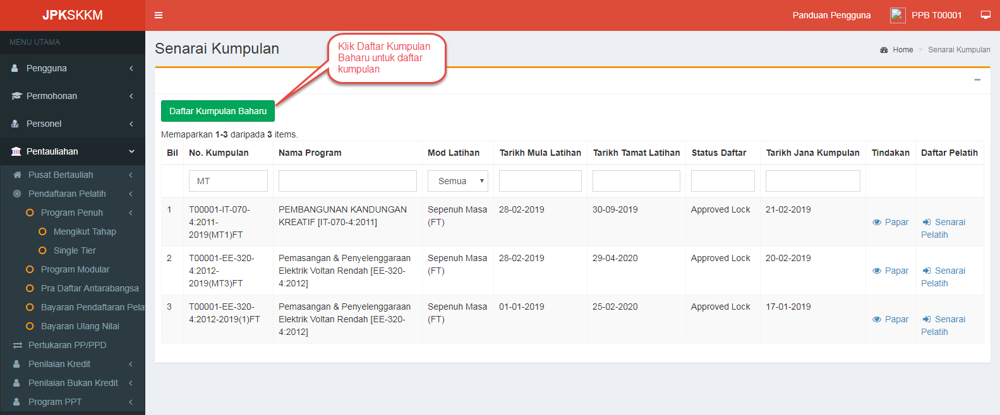 JPKSKKM
Panduan Pengguna
PPB T00001
MENU UTAMA
Pengguna
Permohonan
Personel
Pentauliahan
Pusat Bertauliah
Pendaftaran Pelatih
Program Penuh
Mengikut Tahap
Single Tier
Program Modular
Pra Daftar Antarabangsa
Bayaran Pendaftaran Pela
Bayaran Ulang Nilai
Pertukaran PP/PPD
Penilaian Kredit
Penilaian Bukan Kredit
Program PPT
Senarai Kumpulan
Klik Daftar Kumpulan
Baharu untuk daftar
kumpulan
Home > Senarai Kumpulan
Daftar Kumpulan Baharu
Memaparkan 1-3 daripada 3 items.
Bil No. Kumpulan Nama Program Mod Latihan Tarikh Mula Latihan Tarikh Tamat Latihan Status Daftar Tarikh Jana Kumpulan Tindakan Daftar Pelatih
MT Semua
1 T00001-IT-070- PEMBANGUNAN KANDUNGAN Sepenuh Masa 28-02-2019 30-09-2019 Approved Lock 21-02-2019
4:2011- KREATIF [IT-070-4:2011] (FT) Papar Senarai
2019(MT1)FT Pelatih
2 T00001-EE-320- Pemasangan & Penyelenggaraan Sepenuh Masa 28-02-2019 29-04-2020 Approved Lock 20-02-2019
4:2012- Elektrik Voltan Rendah [EE-320- (FT) Papar Senarai
2019(MT3)FT 4:2012] Pelatih
3 T00001-EE-320- Pemasangan & Penyelenggaraan Sepenuh Masa 01-01-2019 25-02-2020 Approved Lock 17-01-2019
4:2012-2019(1)FT Elektrik Voltan Rendah [EE-320- (FT) Papar Senarai
4:2012] Pelatih